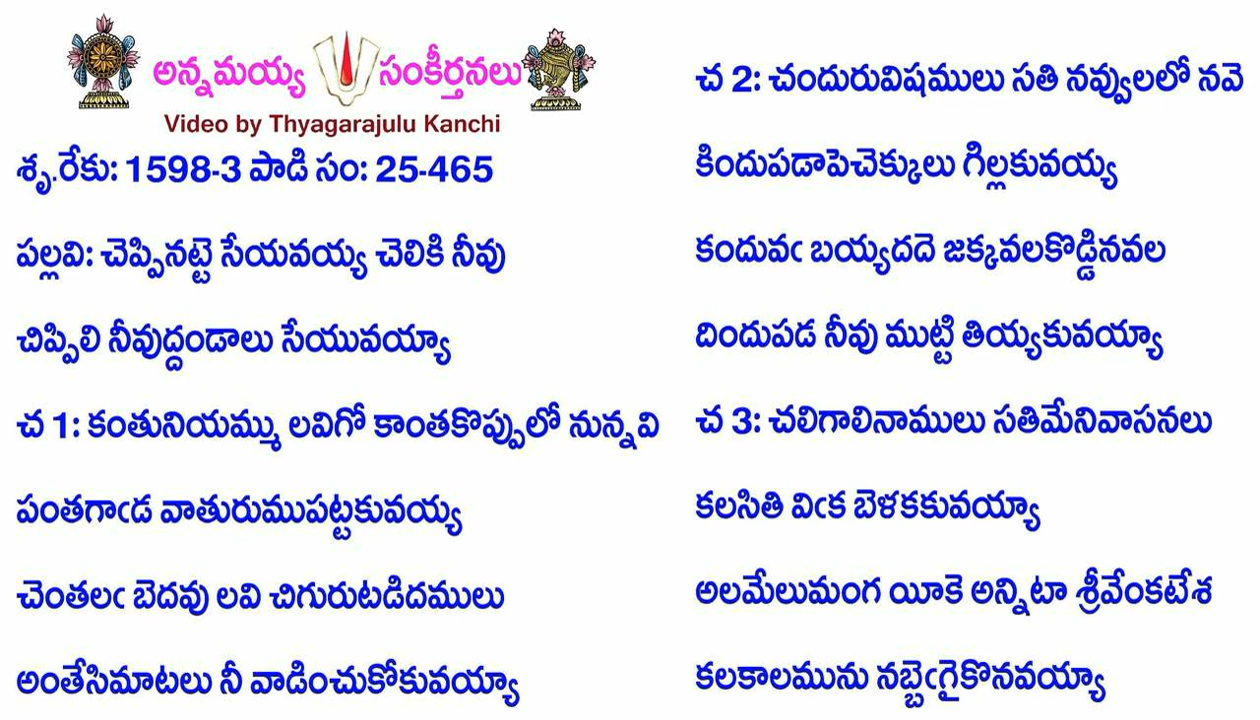 అన్నమయ్య సంకీర్తనలు
Video by Thyagarajulu Kanchi
శృ.రేకు: 1598-3 పాడి సం: 25-465
పల్లవి: చెప్పినట్టె సేయవయ్య చెలికి నీవు
చిప్పిలి నీవుద్దండాలు సేయువయ్యా
చ 1: కంతునియమ్ము లవిగో కాంతకొప్పులో నున్నవి
పంతగాఁడ వాతురుముపట్టకువయ్య
చెంతలఁ బెదవు లవి చిగురుటడిదములు
అంతేసిమాటలు నీ వాడించుకోకువయ్యా
చ 2: చందురువిషములు సతి నవ్వులలో నవె
కిందుపడాపెచెక్కులు గిల్లకువయ్య
కందువఁ బయ్యదదె జక్కవలకొడ్డినవల
దిందుపడ నీవు ముట్టి తియ్యకువయ్యా
చ 3: చలిగాలినాములు సతిమేనివాసనలు
కలసితి విఁక బెళకకువయ్యా
అలమేలుమంగ యీకె అన్నిటా శ్రీవేంకటేశ
కలకాలమును నబ్బెఁగైకొనవయ్యా